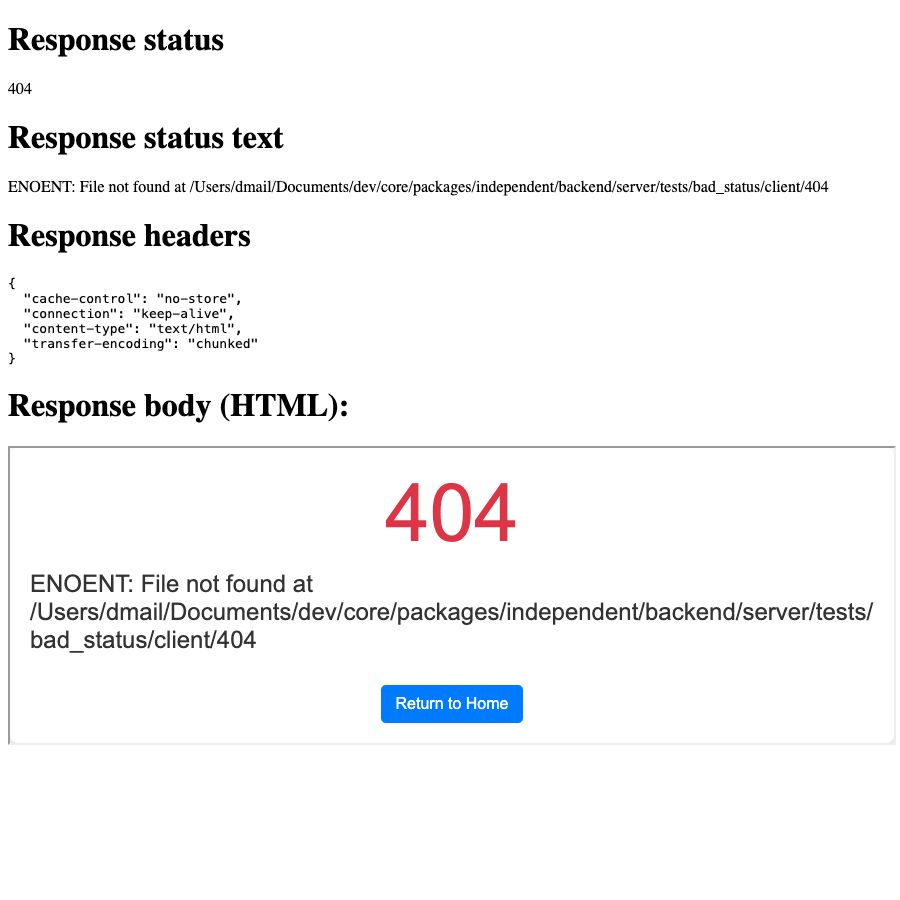 Response status
404
Response status text
ENOENT: File not found at /Users/dmail/Documents/dev/core/packages/independent/backend/server/tests/bad_status/client/404
Response headers
{
  "cache-control": "no-store",
  "connection": "keep-alive",
  "content-type": "text/html",
  "transfer-encoding": "chunked"
}
Response body (HTML):
404
ENOENT: File not found at
/Users/dmail/Documents/dev/core/packages/independent/backend/server/tests/
bad_status/client/404
Return to Home